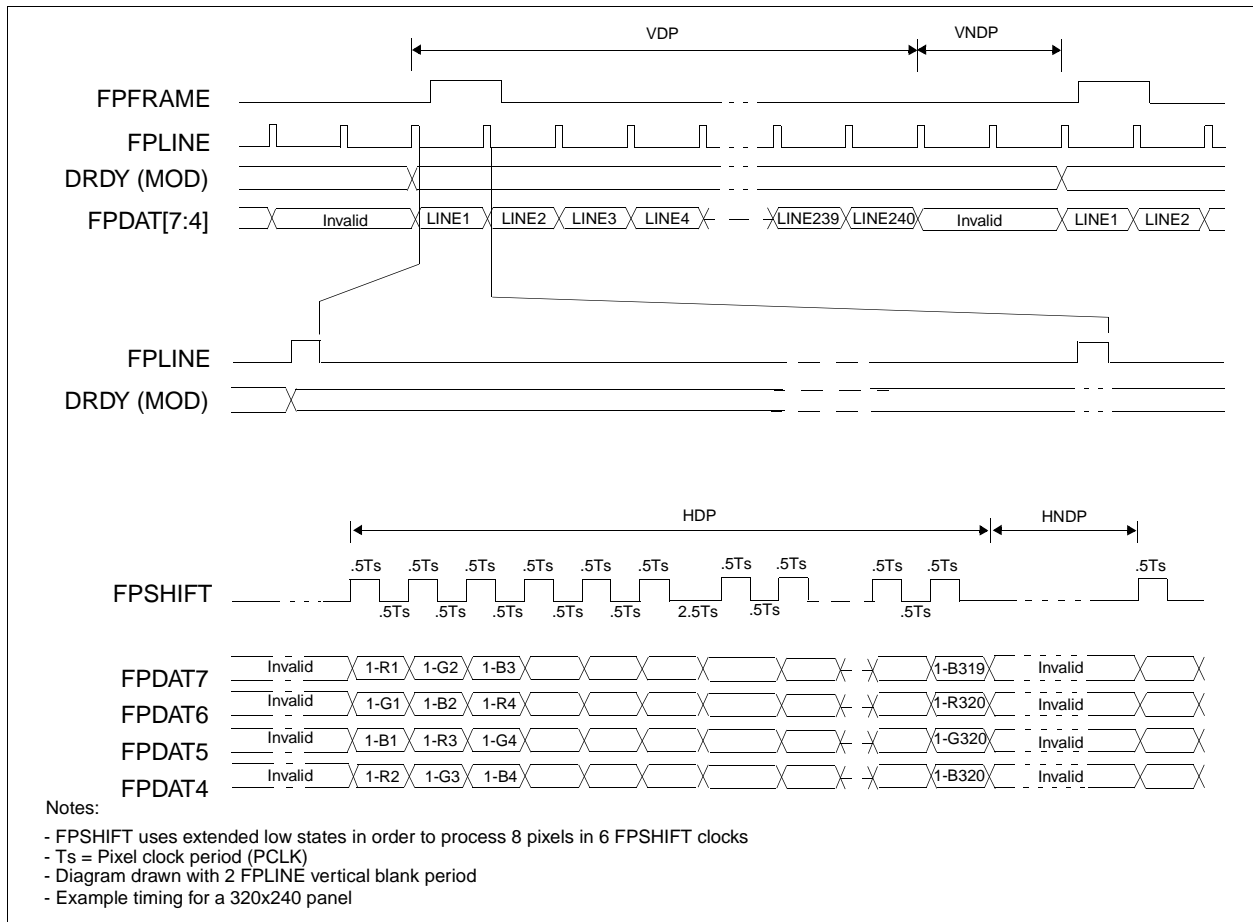 VDP VNDP
FPFRAME
FPLINE
DRDY (MOD)
FPDAT[7:4] Invalid LINE1 LINE2 LINE3 LINE4 LINE239 LINE240 Invalid LINE1 LINE2
FPLINE
DRDY (MOD)
HDP HNDP
.5Ts .5Ts .5Ts .5Ts .5Ts .5Ts .5Ts .5Ts .5Ts .5Ts .5Ts
FPSHIFT
.5Ts .5Ts .5Ts .5Ts .5Ts 2.5Ts .5Ts .5Ts
FPDAT7 Invalid 1-R1 1-G2 1-B3 1-B319 Invalid
FPDAT6 Invalid 1-G1 1-B2 1-R4 1-R320 Invalid
FPDAT5 Invalid 1-B1 1-R3 1-G4 1-G320 Invalid
FPDAT4 Invalid 1-R2 1-G3 1-B4 1-B320 Invalid
Notes:
- FPSHIFT uses extended low states in order to process 8 pixels in 6 FPSHIFT clocks
- Ts = Pixel clock period (PCLK)
- Diagram drawn with 2 FPLINE vertical blank period
- Example timing for a 320x240 panel